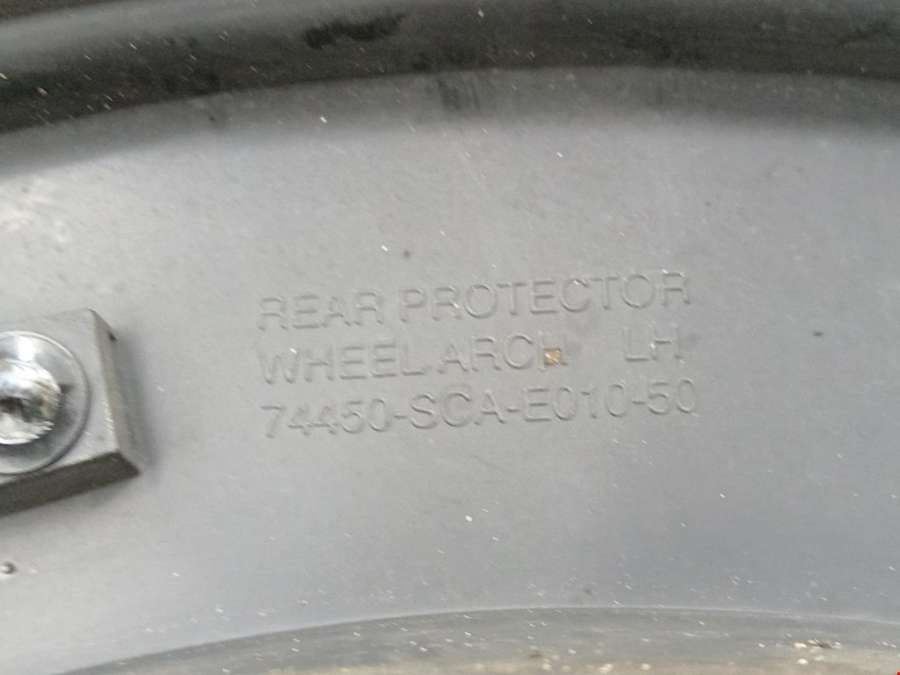 REAR PROTECTOR
WHEEL ARCH LH
74450-SCA-E010-50